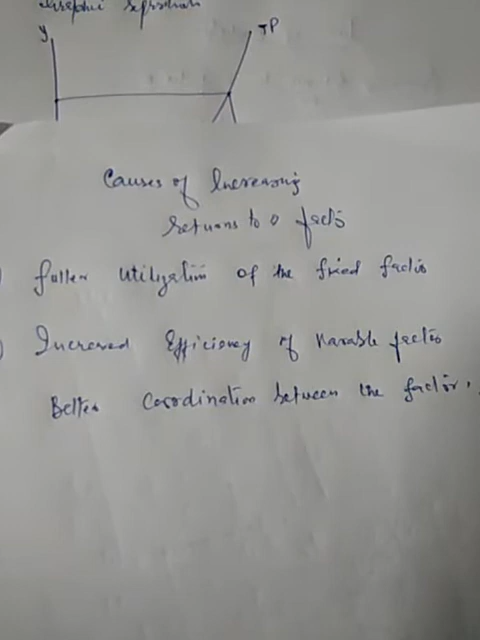 y
TP
Causes of Increasing
Returns to a facto
) fuller utilization of the fixed factor
) Increased Efficiency of Variable factor
Better Coordination between the factor.